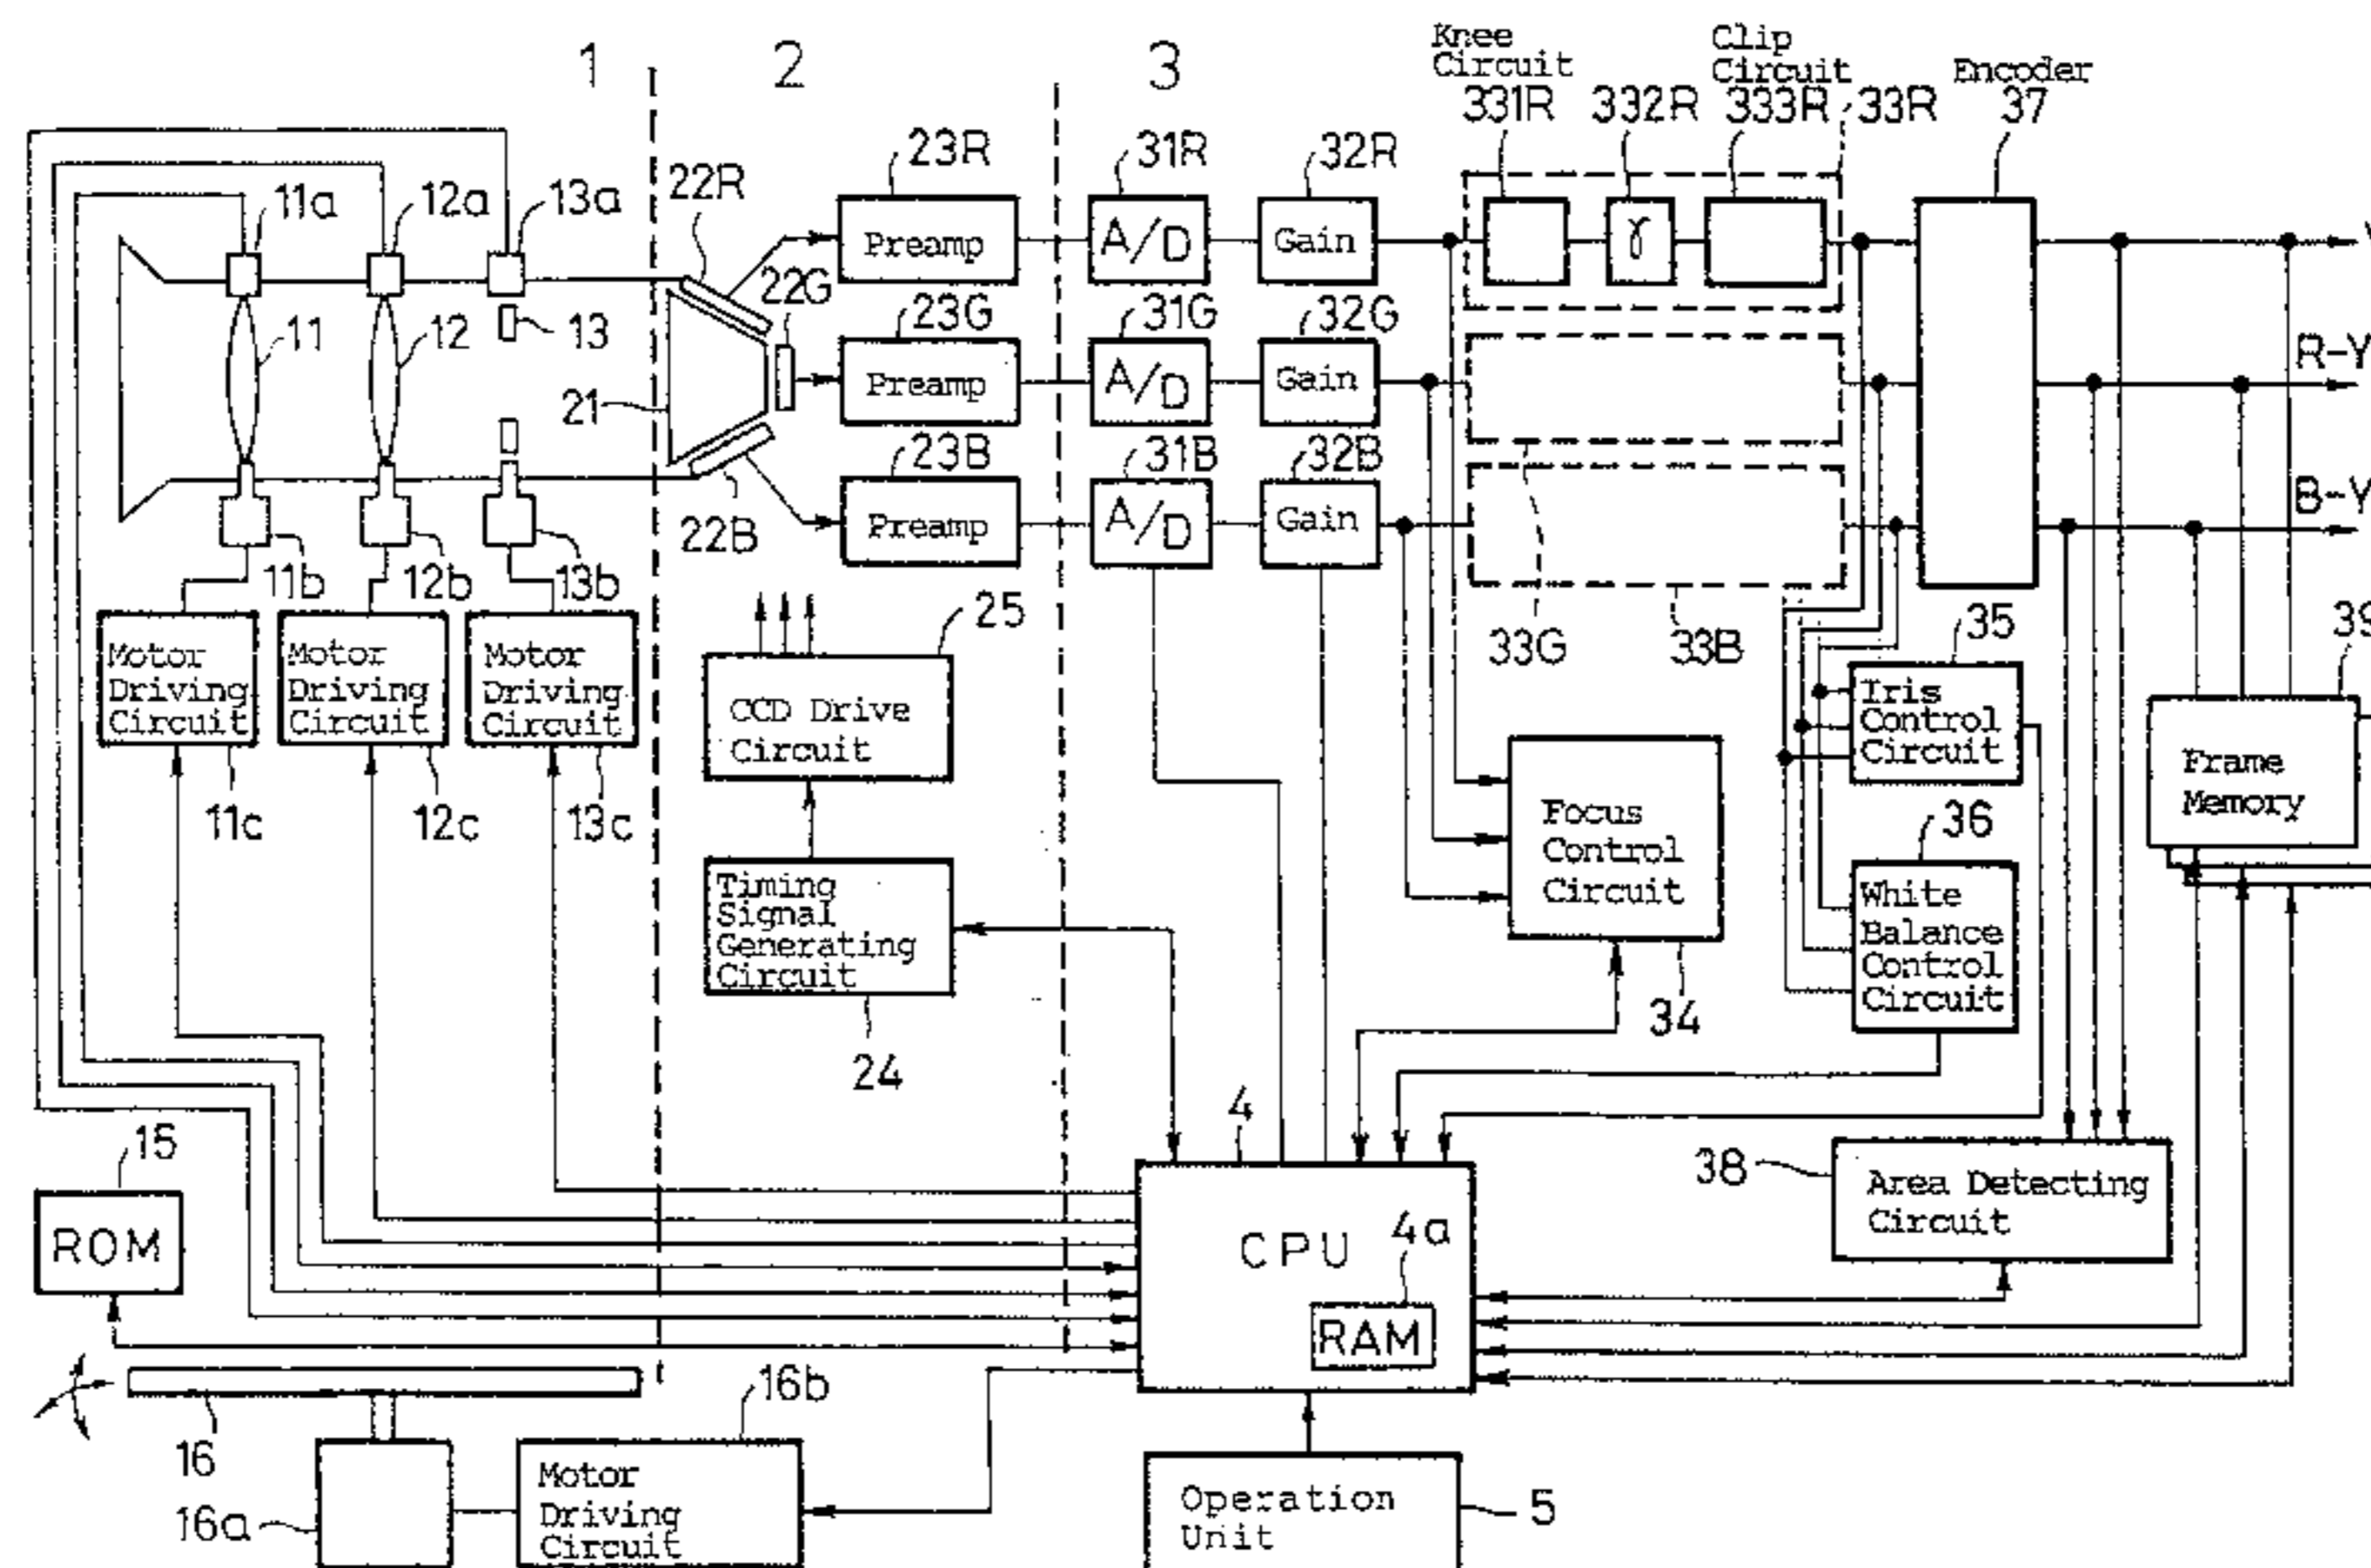 1
2
3
Knee
Circuit
331R
332R
Clip
Circuit
333R
33R
Encoder
37
11a
12a
13a
22R
23R
31R
32R
Preamp
A/D
Gain
γ
22G
11
12
13
21
23G
31G
32G
Preamp
A/D
Gain
R-Y
23B
31B
32B
Preamp
A/D
Gain
B-Y
22B
11b
12b
13b
33G
33B
Motor
Driving
Circuit
11c
Motor
Driving
Circuit
12c
Motor
Driving
Circuit
13c
25
CCD Drive
Circuit
Timing
Signal
Generating
Circuit
24
Focus
Control
Circuit
34
35
Iris
Control
Circuit
36
White
Balance
Control
Circuit
39
Frame
Memory
15
ROM
4
CPU
4a
RAM
38
Area Detecting
Circuit
16
16a
16b
Motor
Driving
Circuit
Operation
Unit
5